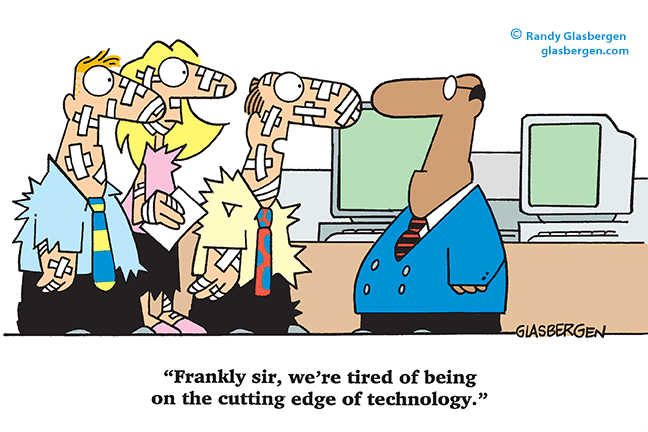 © Randy Glasbergen
glasbergen.com
GLASBERGEN
“Frankly sir, we’re tired of being
on the cutting edge of technology.”